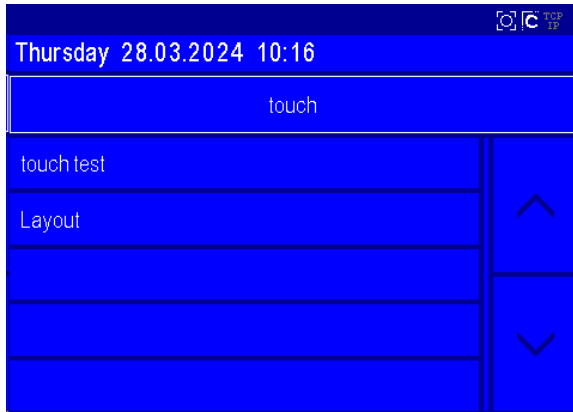 C TCP
IP
Thursday 28.03.2024 10:16
touch
touch test
Layout